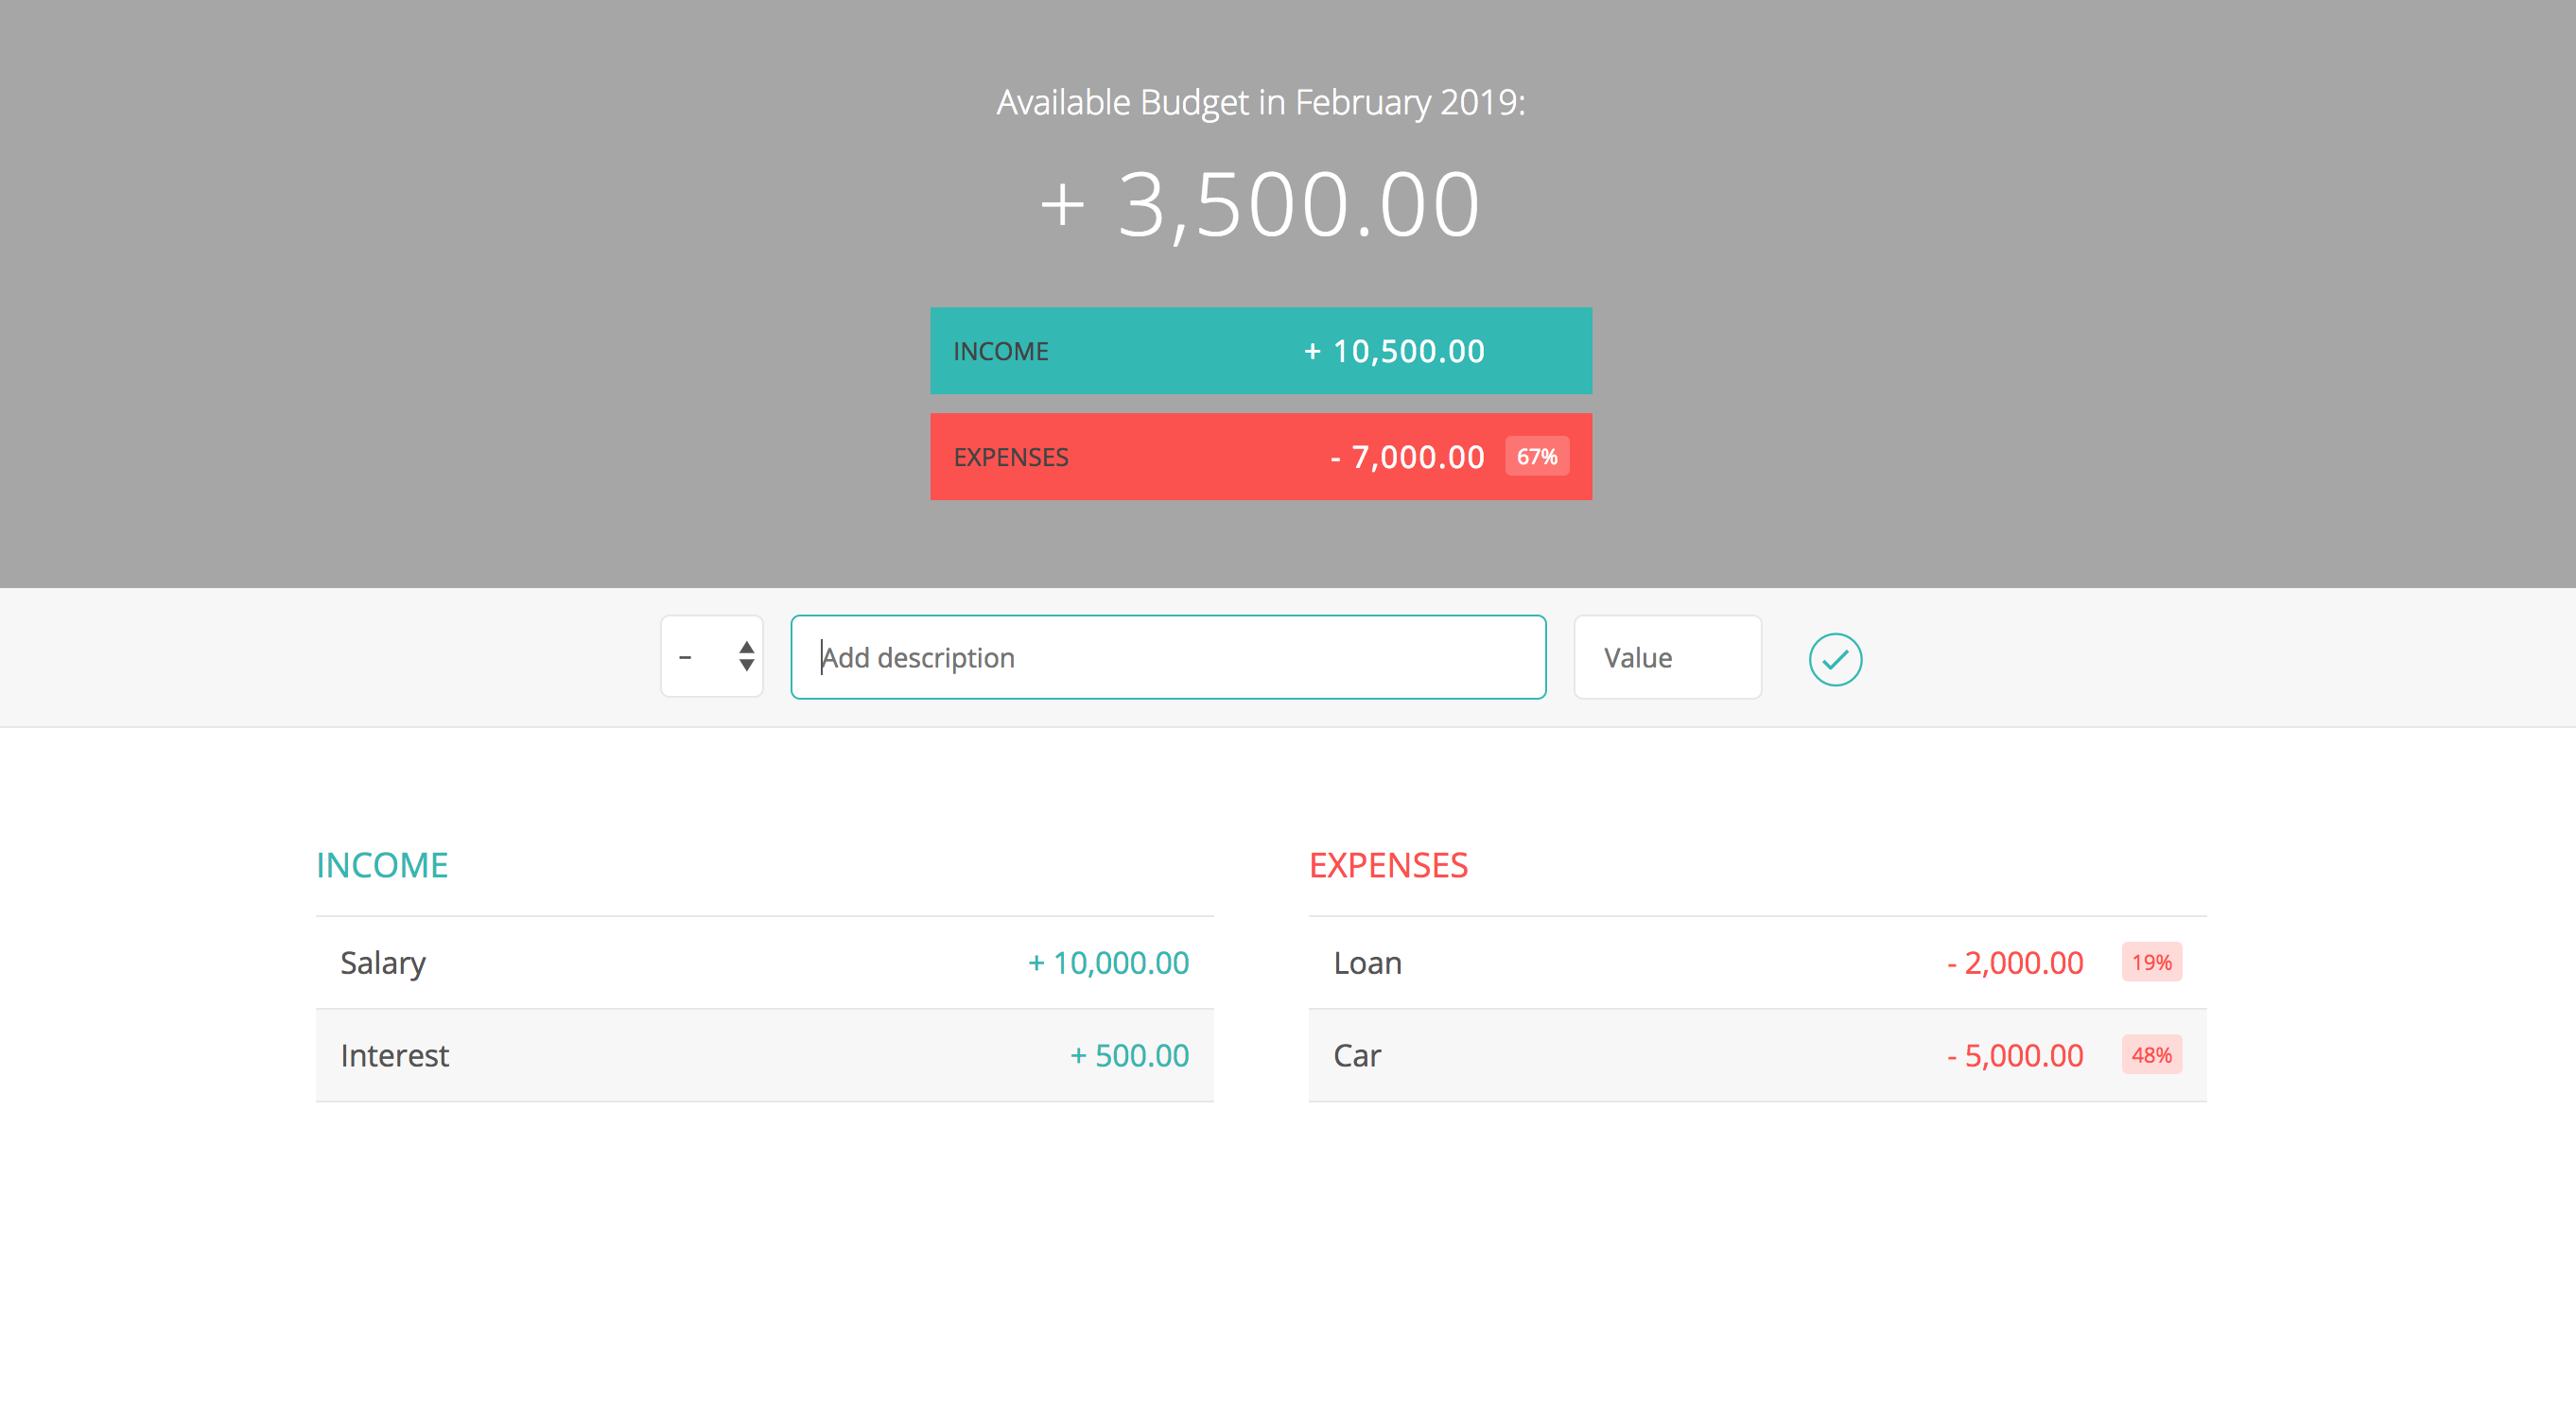 Available Budget in February 2019:
+ 3,500.00
INCOME + 10,500.00
EXPENSES - 7,000.00 67%
– Add description Value
INCOME
Salary + 10,000.00
Interest + 500.00
EXPENSES
Loan - 2,000.00 19%
Car - 5,000.00 48%